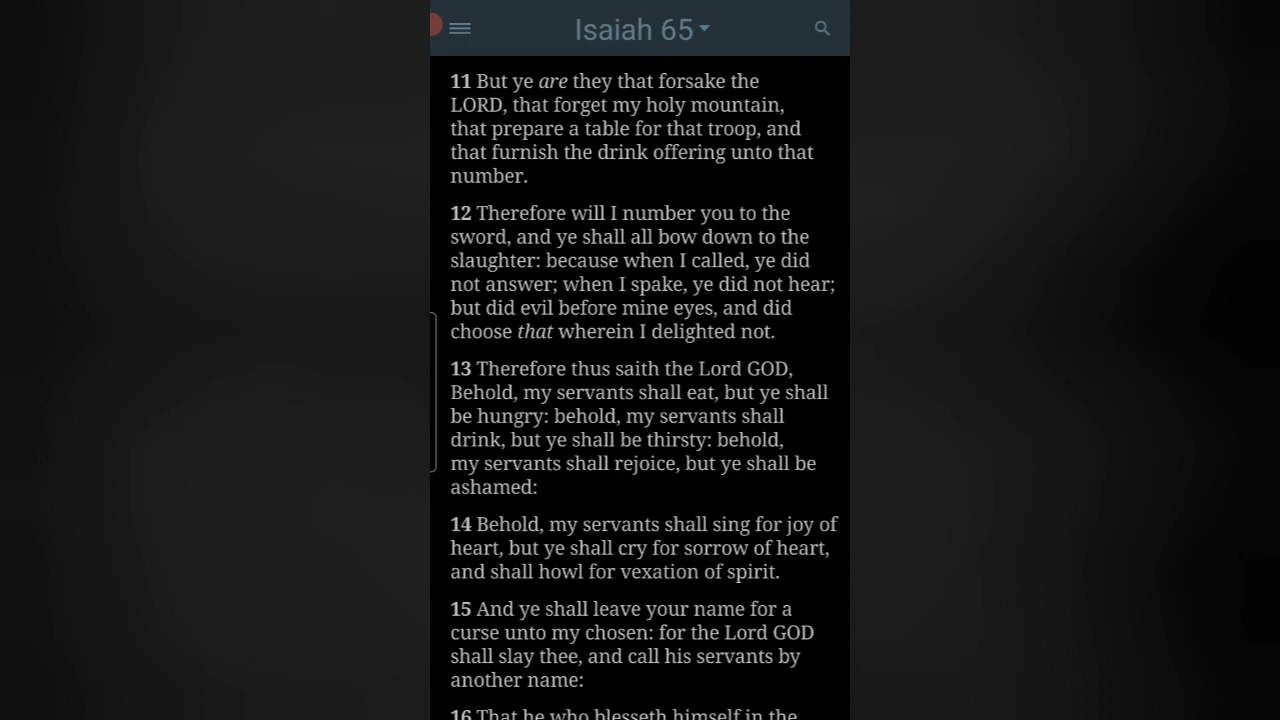 Isaiah 65
11 But ye are they that forsake the
LORD, that forget my holy mountain,
that prepare a table for that troop, and
that furnish the drink offering unto that
number.
12 Therefore will I number you to the
sword, and ye shall all bow down to the
slaughter: because when I called, ye did
not answer; when I spake, ye did not hear;
but did evil before mine eyes, and did
choose that wherein I delighted not.
13 Therefore thus saith the Lord GOD,
Behold, my servants shall eat, but ye shall
be hungry: behold, my servants shall
drink, but ye shall be thirsty: behold,
my servants shall rejoice, but ye shall be
ashamed:
14 Behold, my servants shall sing for joy of
heart, but ye shall cry for sorrow of heart,
and shall howl for vexation of spirit.
15 And ye shall leave your name for a
curse unto my chosen: for the Lord GOD
shall slay thee, and call his servants by
another name:
16 That he who blesseth himself in the